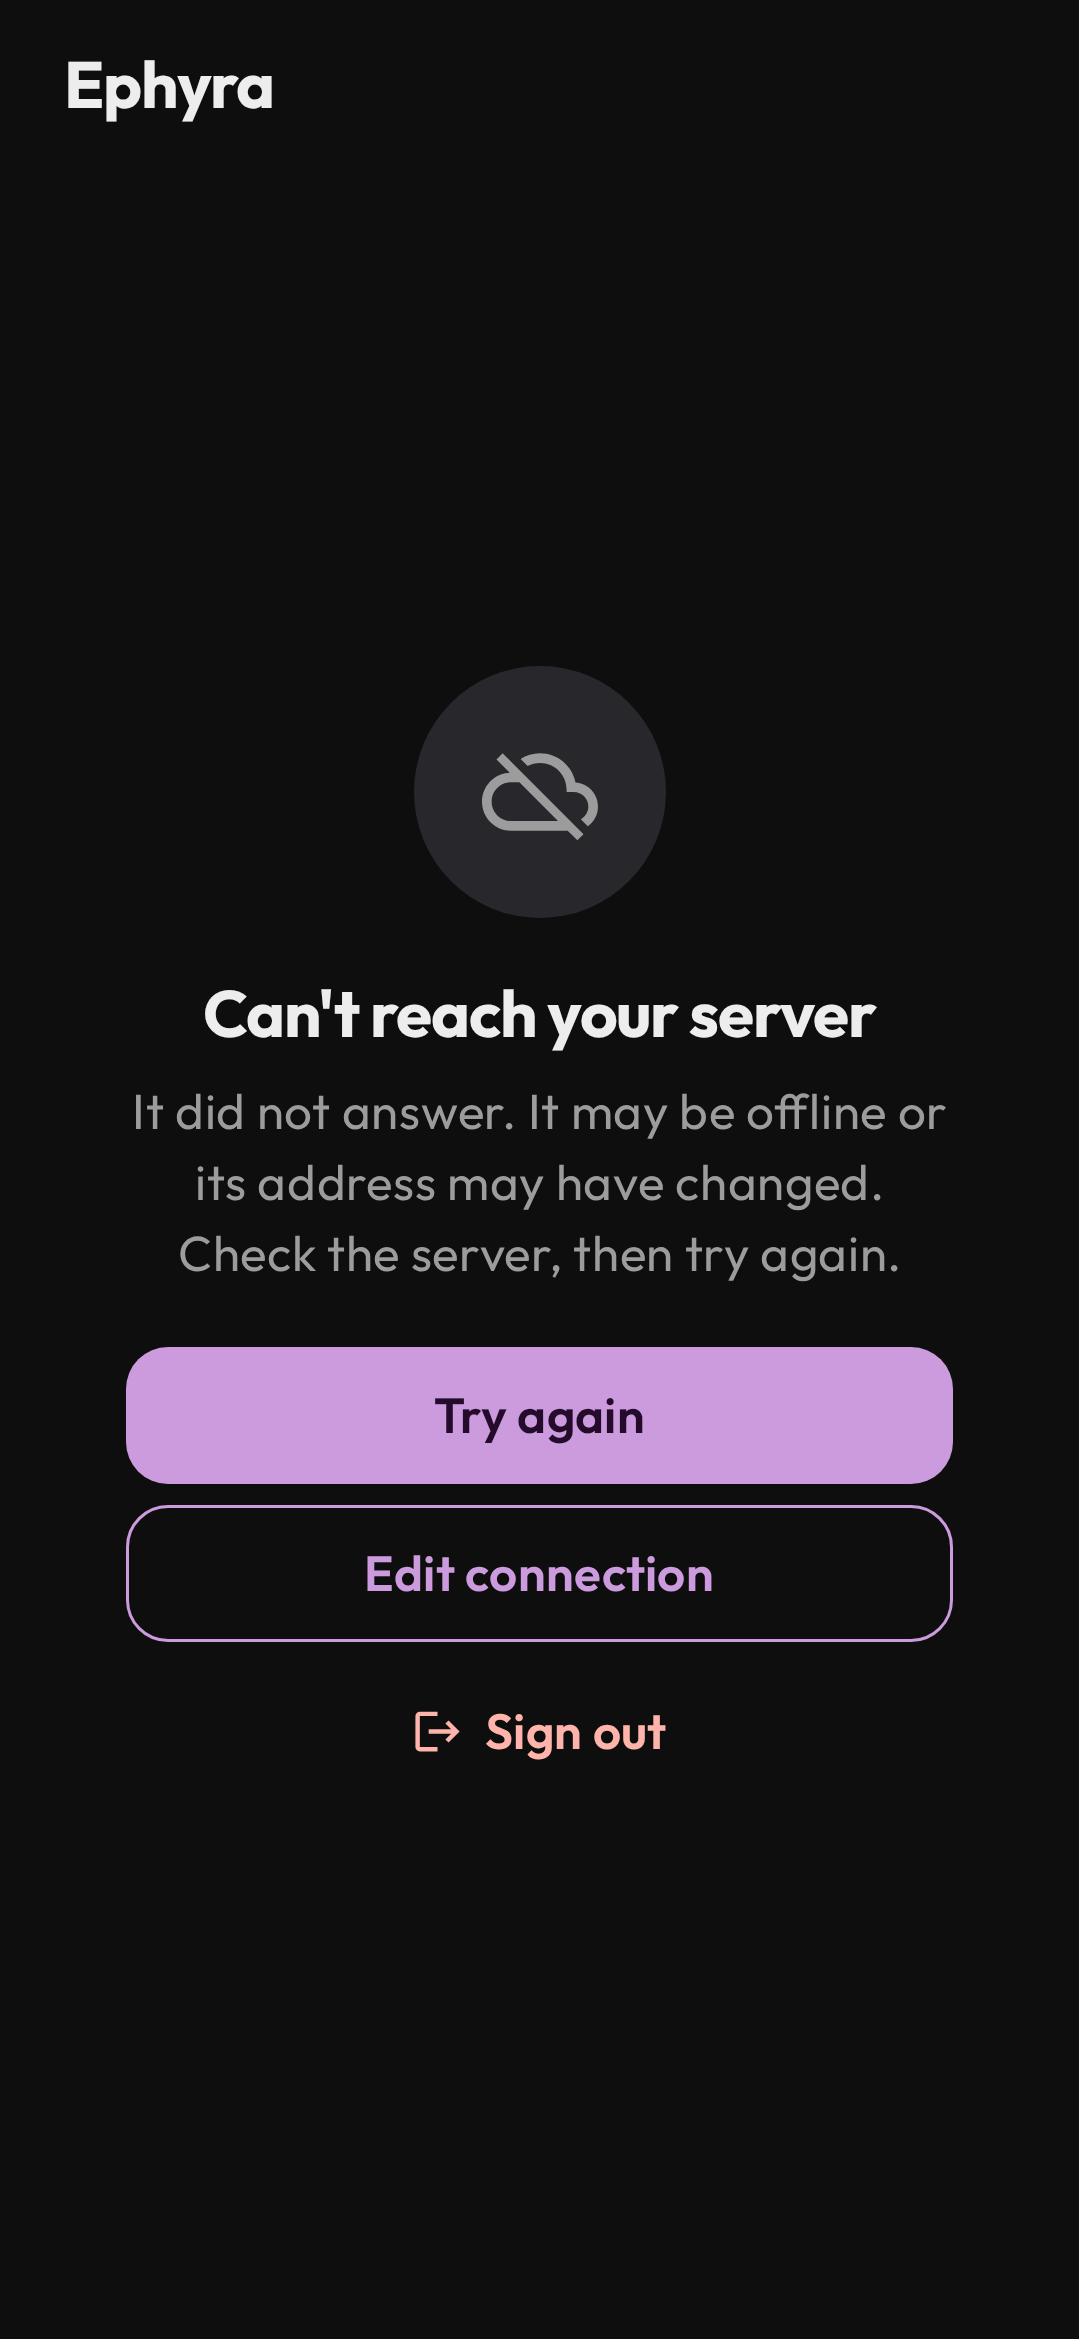 Ephyra
Can't reach your server
It did not answer. It may be offline or
its address may have changed.
Check the server, then try again.
Try again
Edit connection
Sign out